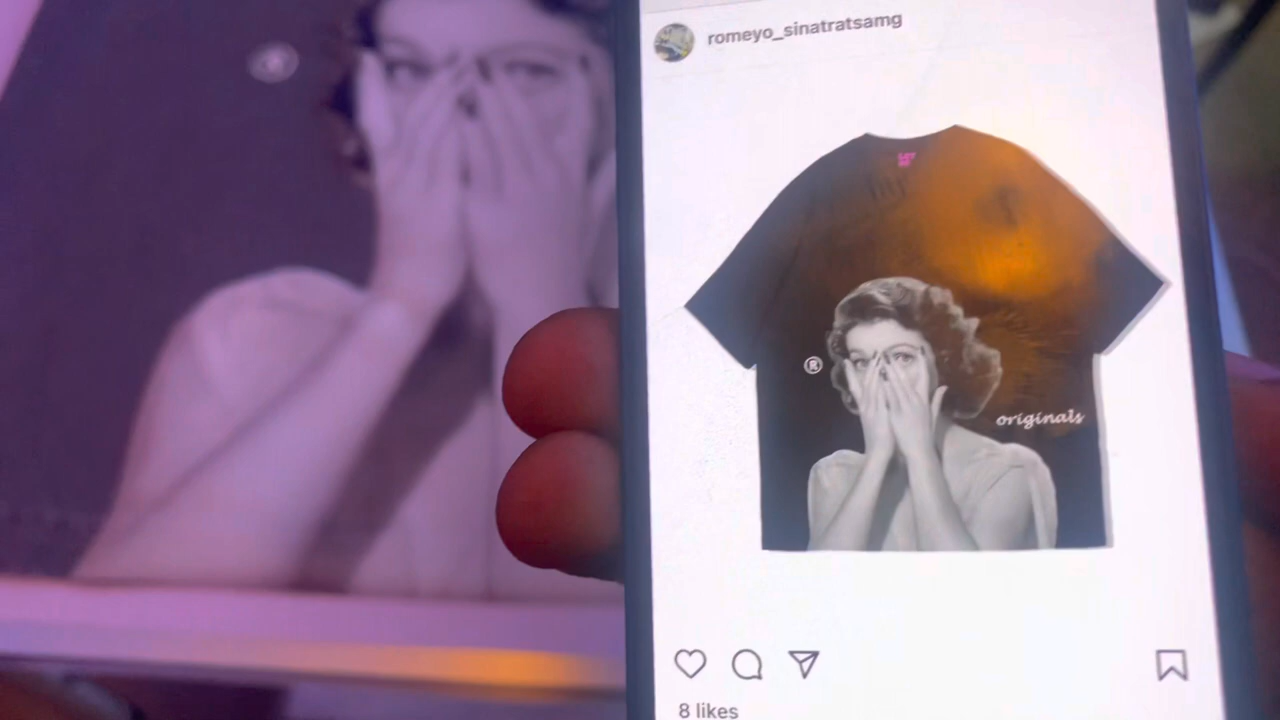 romeyo_sinatratsamg
®
®
originals
8 likes